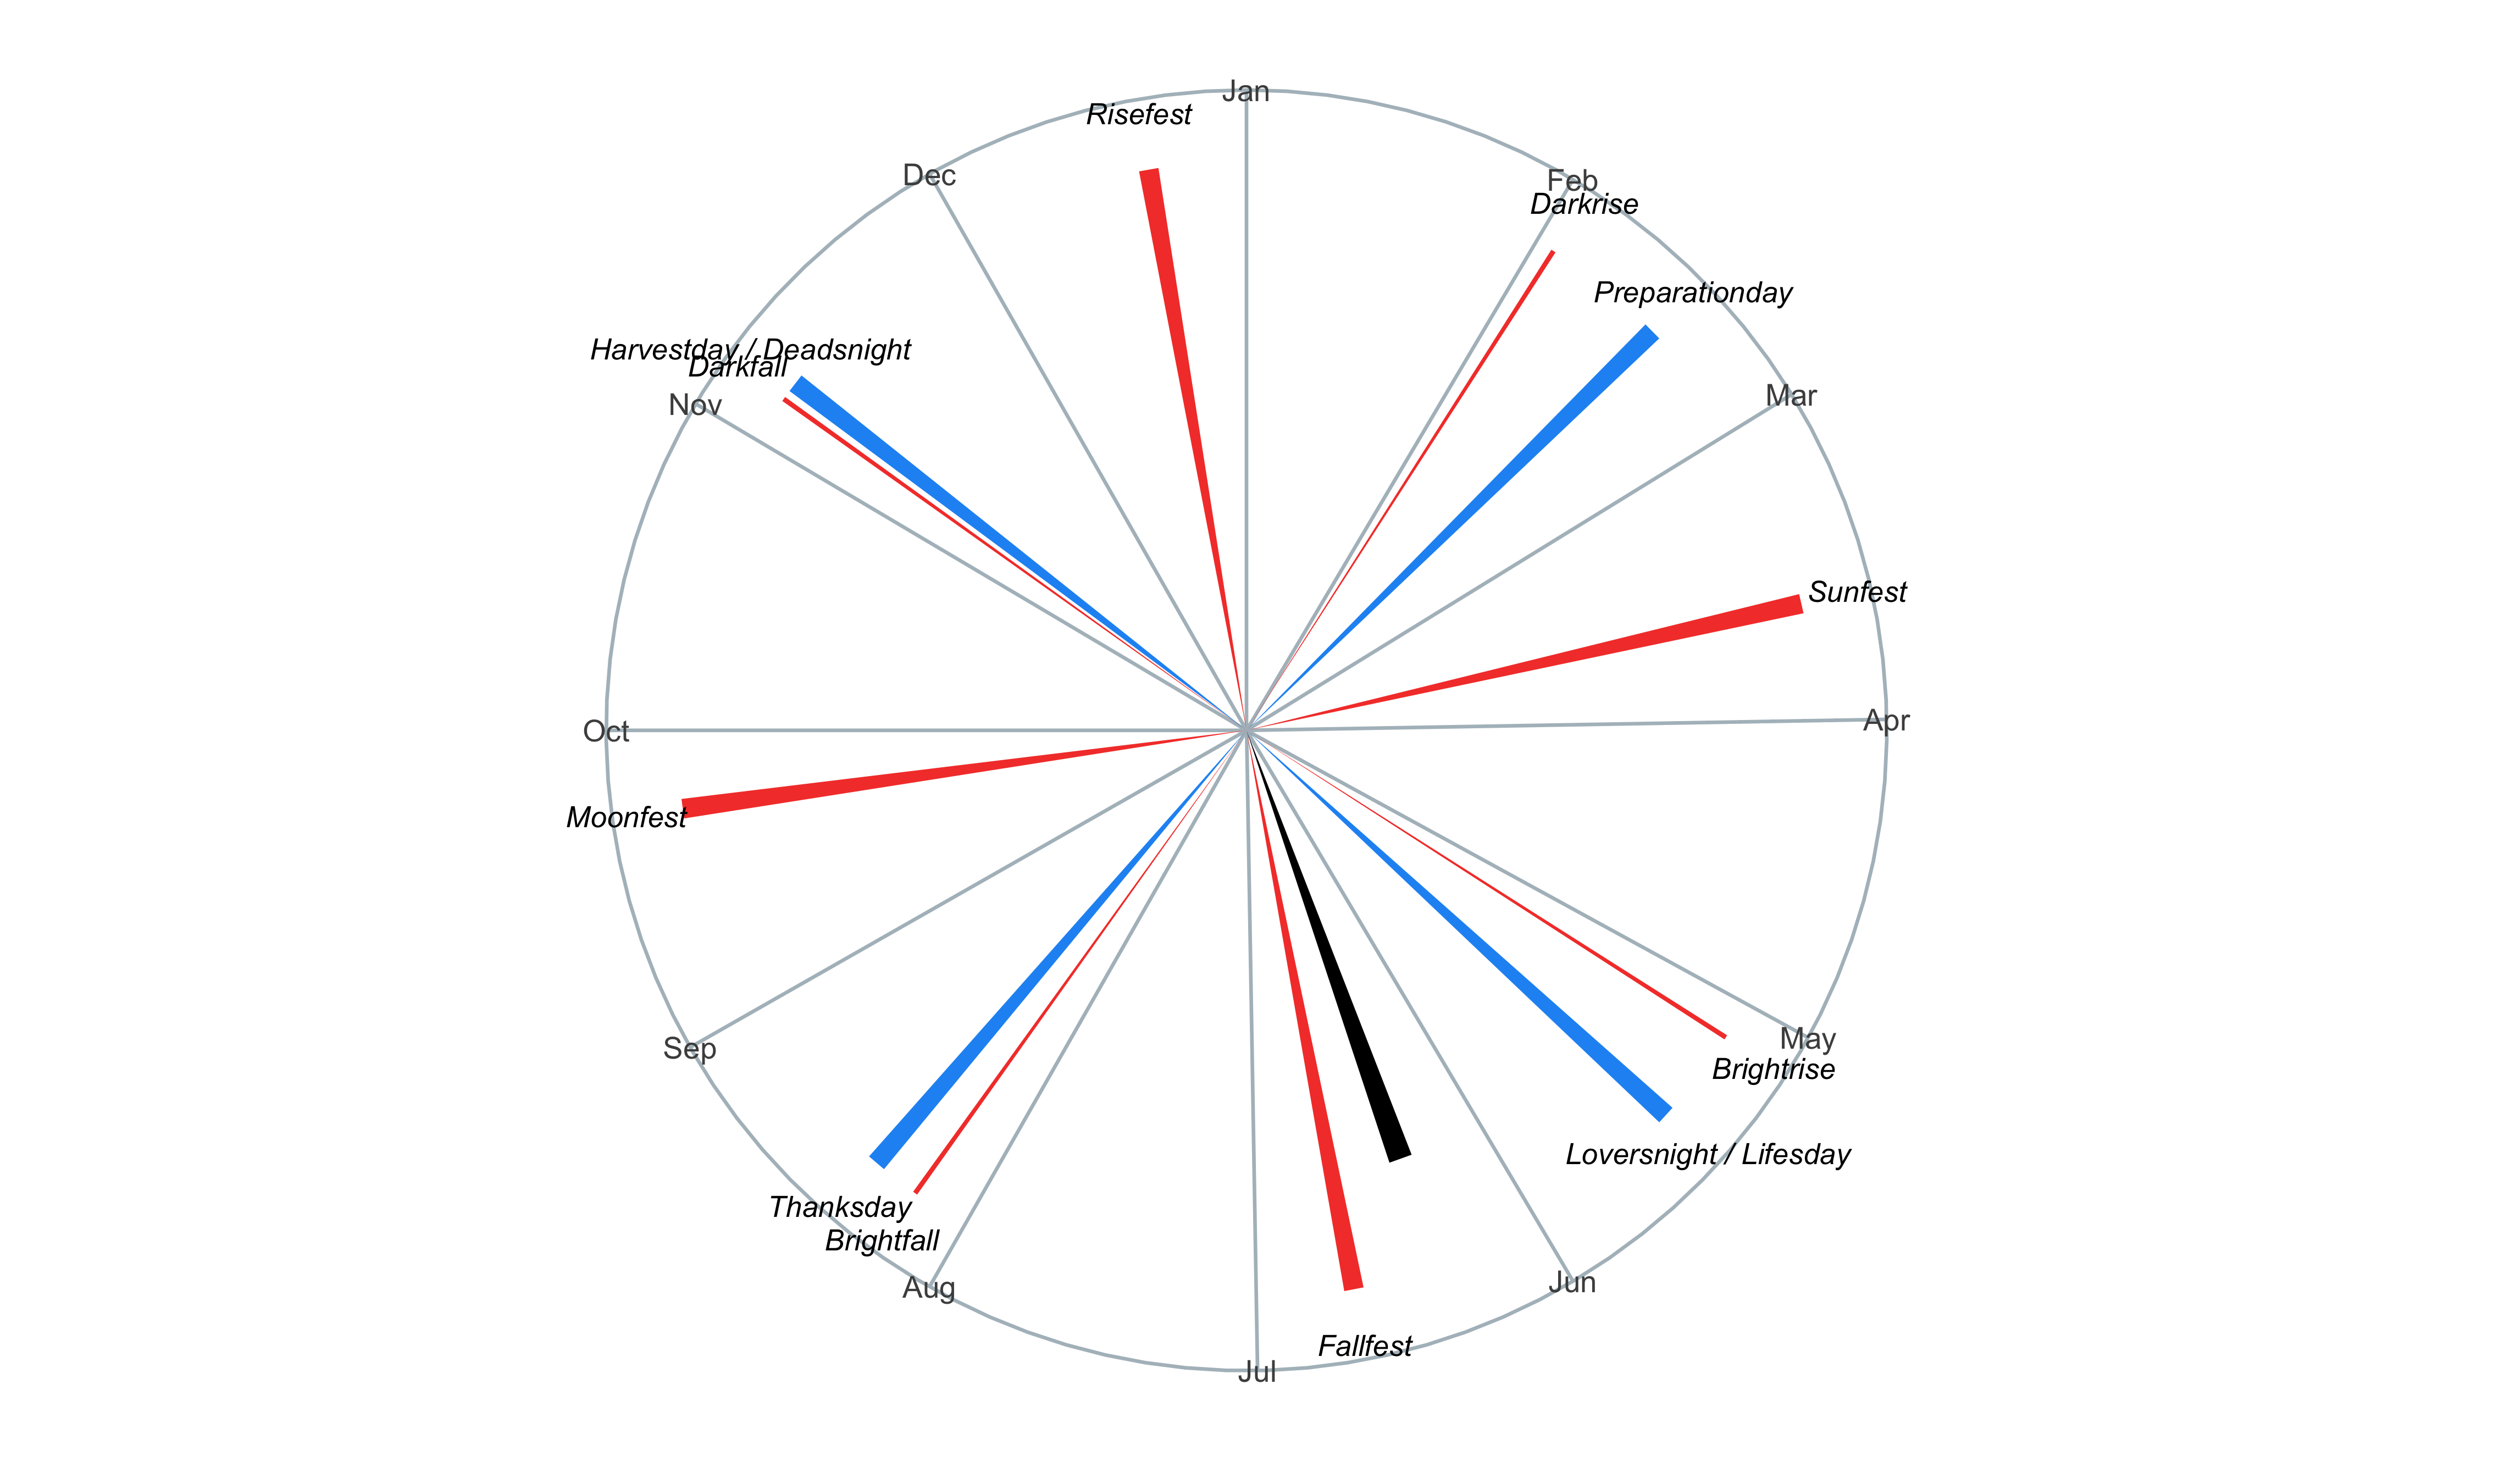 Jan
Risefest
Dec
Feb
Darkrise
Preparationday
Harvestday / Deadsnight
Darkfall
Nov
Mar
Sunfest
Oct
Apr
Moonfest
Sep
May
Brightrise
Loversnight / Lifesday
Thanksday
Brightfall
Aug
Jun
Fallfest
Jul